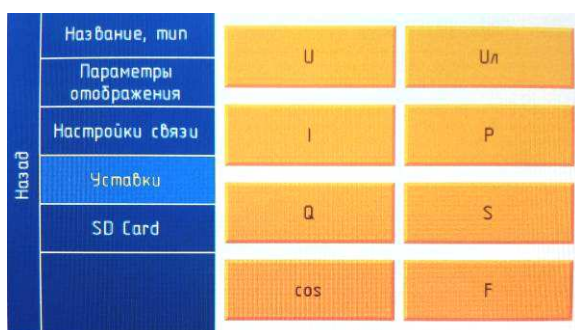 Назад
Название, тип
Параметры
отображения
Настройки связи
Уставки
SD Card
U
Uл
I
P
Q
S
cos
F